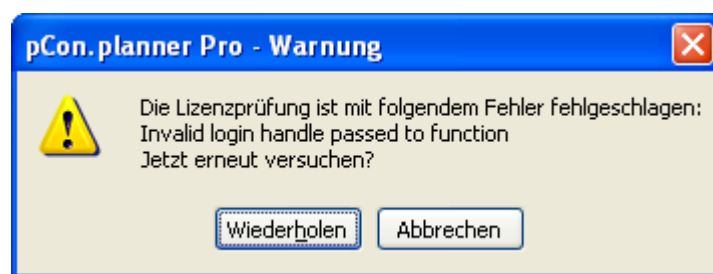 pCon.planner Pro - Warnung
Die Lizenzprüfung ist mit folgendem Fehler fehlgeschlagen:
Invalid login handle passed to function
Jetzt erneut versuchen?
Wiederholen Abbrechen